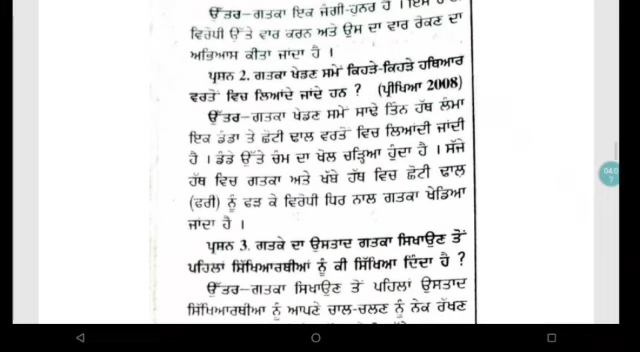 ਉੱਤਰ-ਗਤਕਾ ਇਕ ਜੰਗੀ-ਹੁਨਰ ਹੈ ।
ਵਿਰੋਧੀ ਉੱਤੇ ਵਾਰ ਕਰਨ ਅਤੇ ਉਸ ਦਾ ਵਾਰ ਰੋਕਣ ਦਾ
ਅਭਿਆਸ ਕੀਤਾ ਜਾਂਦਾ ਹੈ ।
ਪ੍ਰਸ਼ਨ 2. ਗਤਕਾ ਖੇਡਣ ਸਮੇਂ ਕਿਹੜੇ-ਕਿਹੜੇ ਹਥਿਆਰ
ਵਰਤੋਂ ਵਿਚ ਲਿਆਂਦੇ ਜਾਂਦੇ ਹਨ ? (ਪ੍ਰੀਖਿਆ 2008)
ਉੱਤਰ-ਗਤਕਾ ਖੇਡਣ ਸਮੇਂ ਸਾਢੇ ਤਿੰਨ ਹੱਥ ਲੰਮਾ
ਇਕ ਡੰਡਾ ਤੇ ਛੋਟੀ ਢਾਲ ਵਰਤੋਂ ਵਿਚ ਲਿਆਂਦੀ ਜਾਂਦੀ
ਹੈ । ਡੰਡੇ ਉੱਤੇ ਚੰਮ ਦਾ ਖੋਲ ਚੜ੍ਹਿਆ ਹੁੰਦਾ ਹੈ । ਸੱਜੇ
ਹੱਥ ਵਿਚ ਗਤਕਾ ਅਤੇ ਖੱਬੇ ਹੱਥ ਵਿਚ ਛੋਟੀ ਢਾਲ
(ਫਰੀ) ਨੂੰ ਫੜ ਕੇ ਵਿਰੋਧੀ ਧਿਰ ਨਾਲ ਗਤਕਾ ਖੇਡਿਆ
ਜਾਂਦਾ ਹੈ ।
ਪ੍ਰਸ਼ਨ 3. ਗਤਕੇ ਦਾ ਉਸਤਾਦ ਗਤਕਾ ਸਿਖਾਉਣ ਤੋਂ
ਪਹਿਲਾਂ ਸਿੱਖਿਆਰਥੀਆਂ ਨੂੰ ਕੀ ਸਿੱਖਿਆ ਦਿੰਦਾ ਹੈ ?
ਉੱਤਰ-ਗਤਕਾ ਸਿਖਾਉਣ ਤੋਂ ਪਹਿਲਾਂ ਉਸਤਾਦ
ਸਿੱਖਿਆਰਥੀਆ ਨੂੰ ਆਪਣੇ ਚਾਲ-ਚਲਣ ਨੂੰ ਨੇਕ ਰੱਖਣ